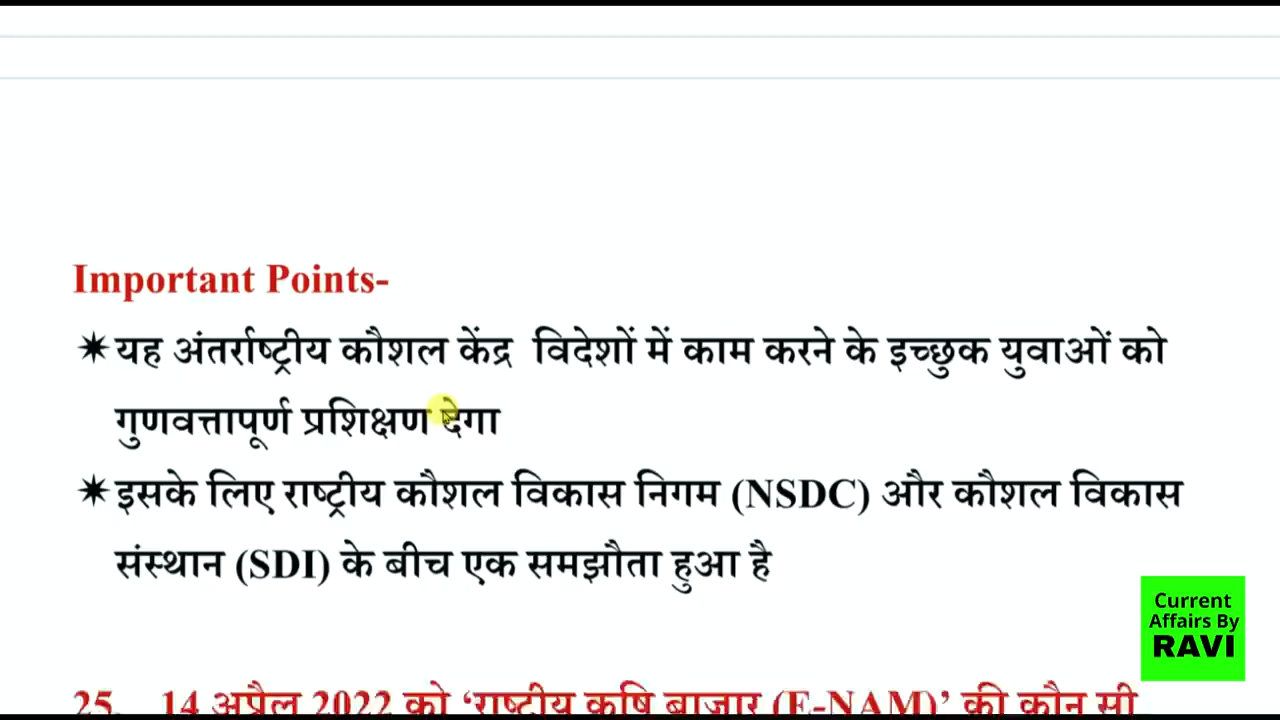 Important Points-
✶यह अंतर्राष्ट्रीय कौशल केंद्र विदेशों में काम करने के इच्छुक युवाओं को
गुणवत्तापूर्ण प्रशिक्षण देगा
✶इसके लिए राष्ट्रीय कौशल विकास निगम (NSDC) और कौशल विकास
संस्थान (SDI) के बीच एक समझौता हुआ है
Current
Affairs By
RAVI
25. 14 अप्रैल 2022 को ‘राष्ट्रीय कृषि बाज़ार (E-NAM)’ की कौन सी